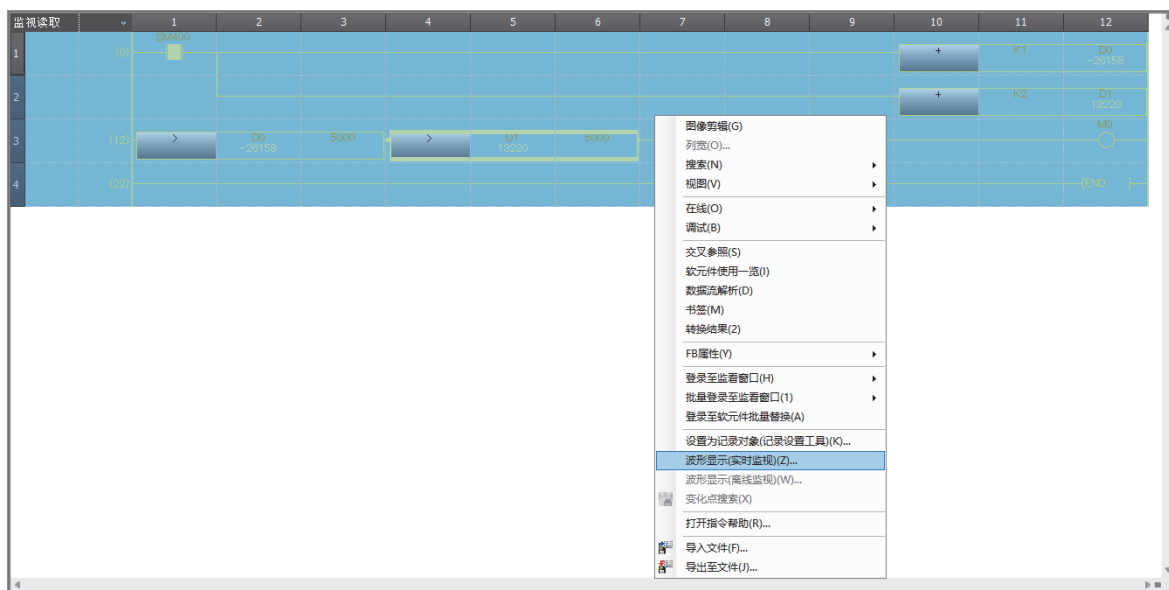 监视读取 1 2 3 4 5 6 7 8 9 10 11 12
1 (0) SM400 + K1 D0 -26158
2 + K2 D1 13220
3 (12) > D0 -26158 5000 > D1 13220 5000 M0
4 (22) [END ]
图像剪辑(G)
列宽(O)...
搜索(N)
视图(V)
在线(O)
调试(B)
交叉参照(S)
软元件使用一览(I)
数据流解析(D)
书签(M)
转换结果(2)
FB属性(Y)
登录至监看窗口(H)
批量登录至监看窗口(1)
登录至软元件批量替换(A)
设置为记录对象(记录设置工具)(K)...
波形显示(实时监视)(Z)...
波形显示(离线监视)(W)...
变化点搜索(X)
打开指令帮助(R)...
导入文件(F)...
导出至文件(J)...